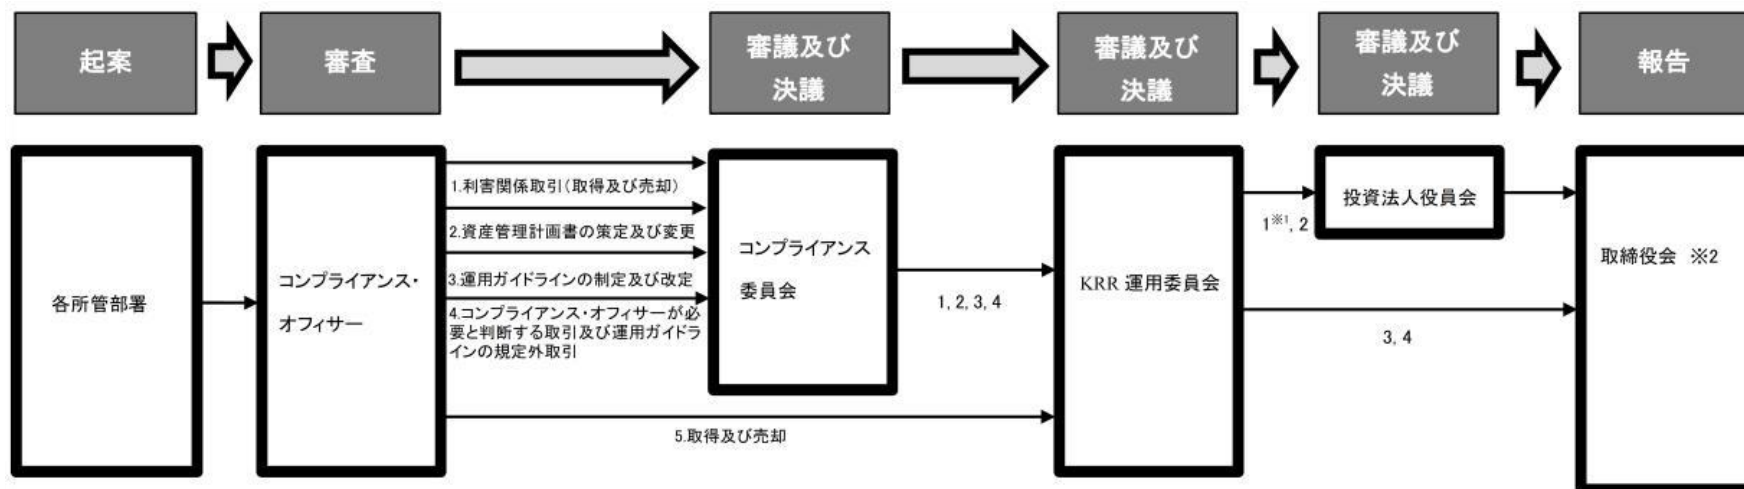 起案
審査
審議及び
決議
審議及び
決議
審議及び
決議
報告
各所管部署
コンプライアンス・
オフィサー
1.利害関係取引(取得及び売却)
2.資産管理計画書の策定及び変更
3.運用ガイドラインの制定及び改定
4.コンプライアンス・オフィサーが必
要と判断する取引及び運用ガイドラ
インの規定外取引
5.取得及び売却
コンプライアンス
委員会
1, 2, 3, 4
KRR 運用委員会
1※1, 2
3, 4
投資法人役員会
取締役会 ※2